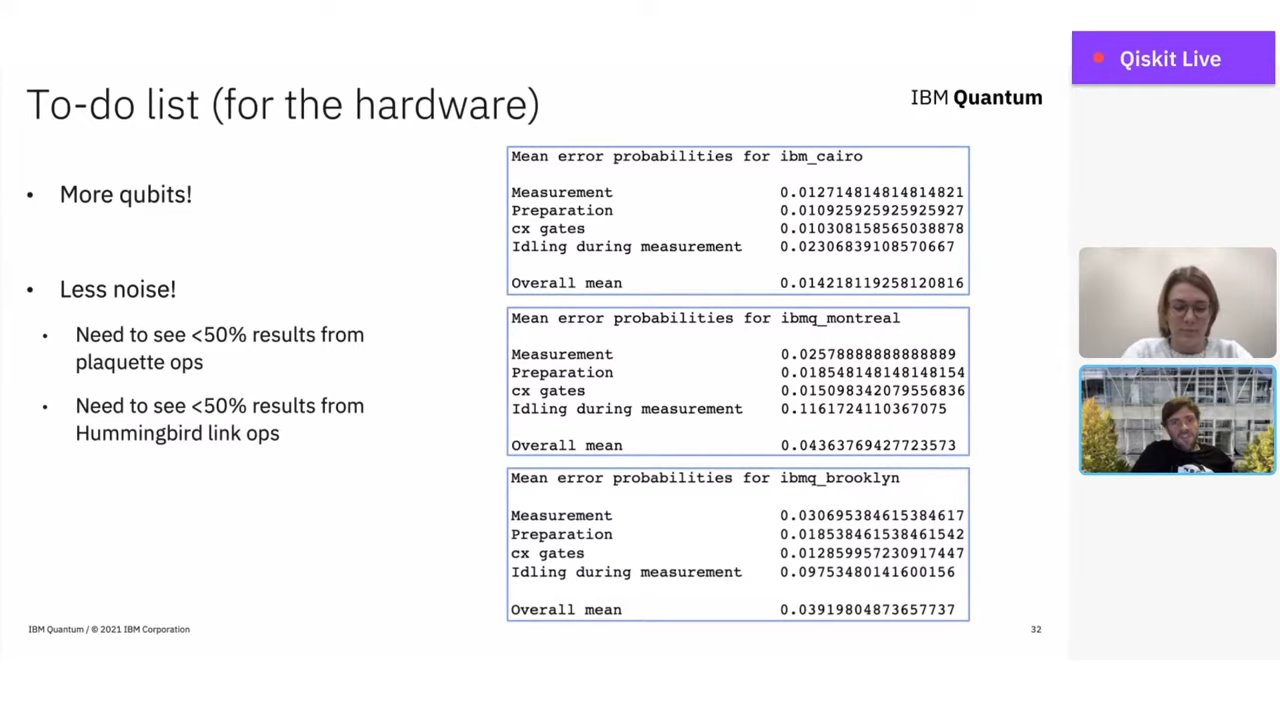 Qiskit Live
To-do list (for the hardware)
IBM Quantum
• More qubits!
• Less noise!
• Need to see <50% results from
plaquette ops
• Need to see <50% results from
Hummingbird link ops
Mean error probabilities for ibm_cairo
Measurement 0.012714814814814821
Preparation 0.010925925925925927
cx gates 0.010308158565038878
Idling during measurement 0.02306839108570667
Overall mean 0.014218119258120816
Mean error probabilities for ibmq_montreal
Measurement 0.02578888888888889
Preparation 0.018548148148148154
cx gates 0.015098342079556836
Idling during measurement 0.1161724110367075
Overall mean 0.04363769427723573
Mean error probabilities for ibmq_brooklyn
Measurement 0.030695384615384617
Preparation 0.018538461538461542
cx gates 0.012859957230917447
Idling during measurement 0.09753480141600156
Overall mean 0.03919804873657737
IBM Quantum / © 2021 IBM Corporation
32